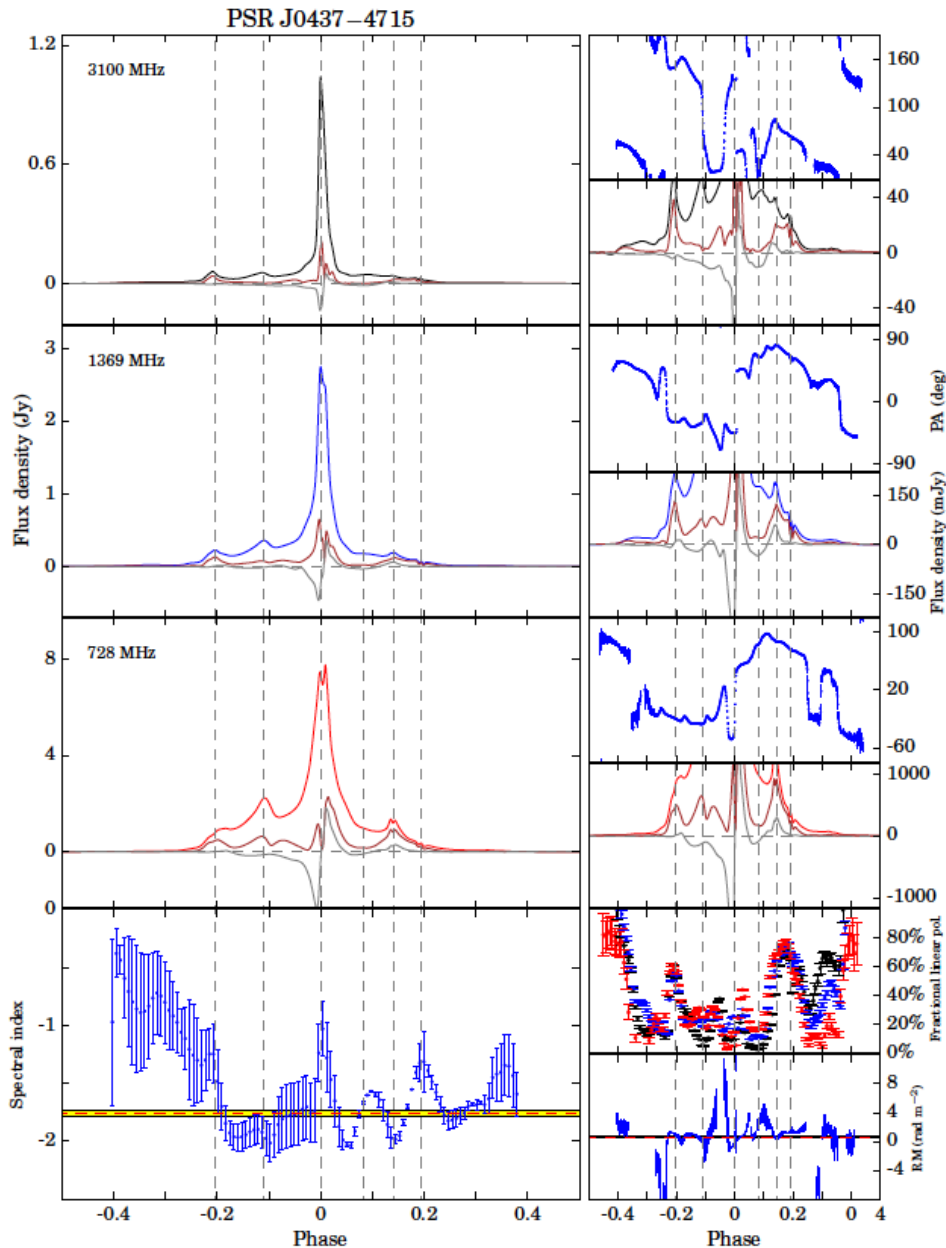 PSR J0437−4715
3100 MHz
1.2
0.6
0
160
100
40
40
0
-40
1369 MHz
3
2
1
0
Flux density (Jy)
90
0
-90
PA (deg)
150
0
-150
Flux density (mJy)
728 MHz
8
4
0
100
20
-60
1000
0
-1000
0
-1
-2
Spectral index
80%
60%
40%
20%
0%
Fractional linear pol.
8
4
0
-4
RM (rad m−2)
-0.4 -0.2 0 0.2 0.4
Phase
-0.4 -0.2 -0 0.2 0 4
Phase